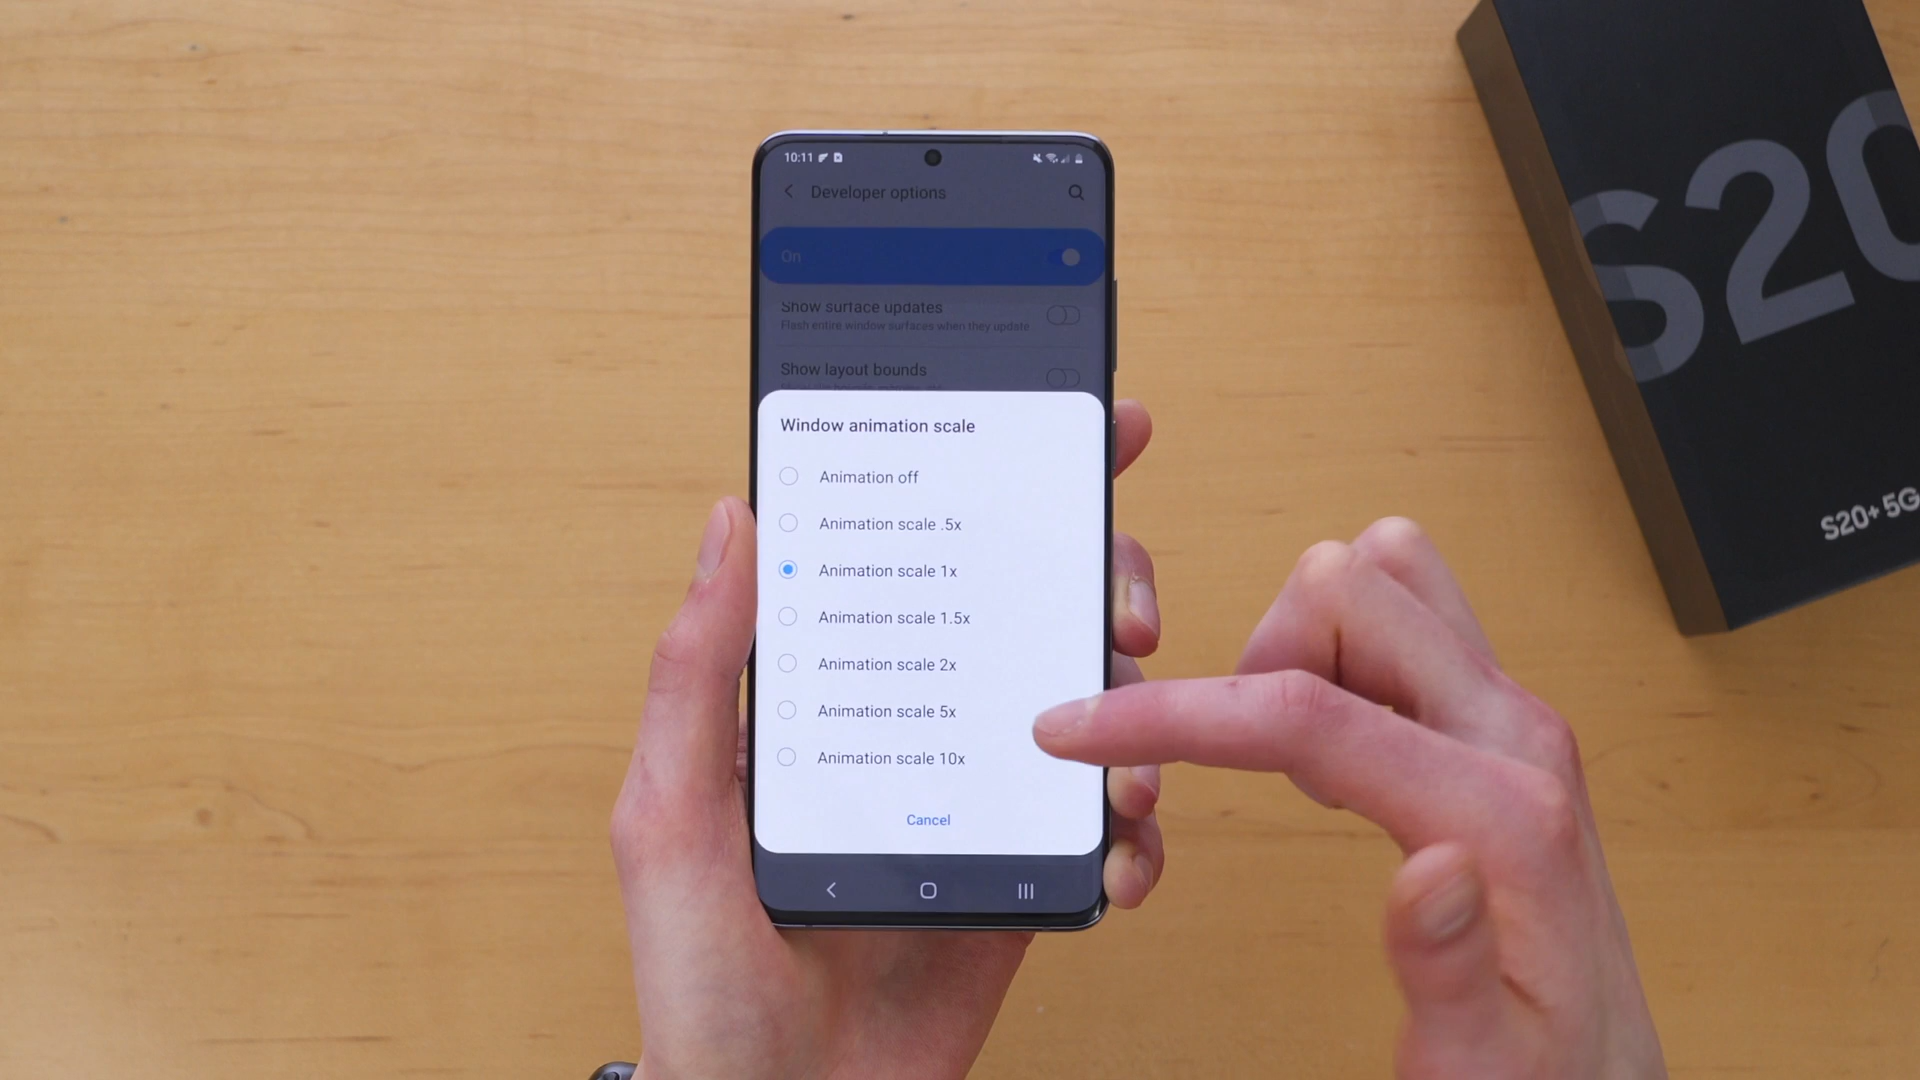 10:11
Developer options
On
Show surface updates
Flash entire window surfaces when they update.
Show layout bounds
Window animation scale
Animation off
Animation scale .5x
Animation scale 1x
Animation scale 1.5x
Animation scale 2x
Animation scale 5x
Animation scale 10x
Cancel
S20
S20+ 5G